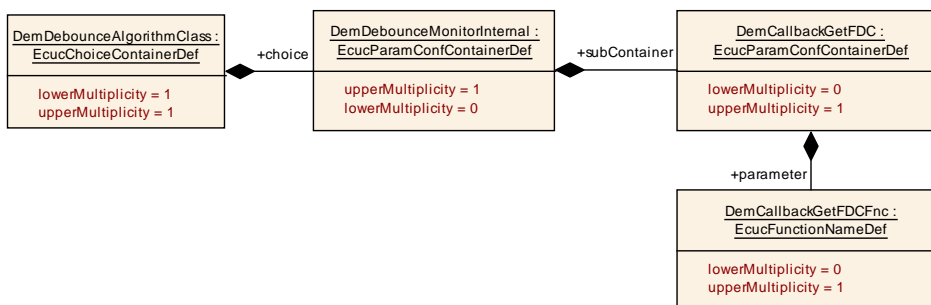 DemDebounceAlgorithmClass :
EcucChoiceContainerDef
lowerMultiplicity = 1
upperMultiplicity = 1
+choice
DemDebounceMonitorInternal :
EcucParamConfContainerDef
upperMultiplicity = 1
lowerMultiplicity = 0
+subContainer
DemCallbackGetFDC :
EcucParamConfContainerDef
lowerMultiplicity = 0
upperMultiplicity = 1
+parameter
DemCallbackGetFDCFnc :
EcucFunctionNameDef
lowerMultiplicity = 0
upperMultiplicity = 1